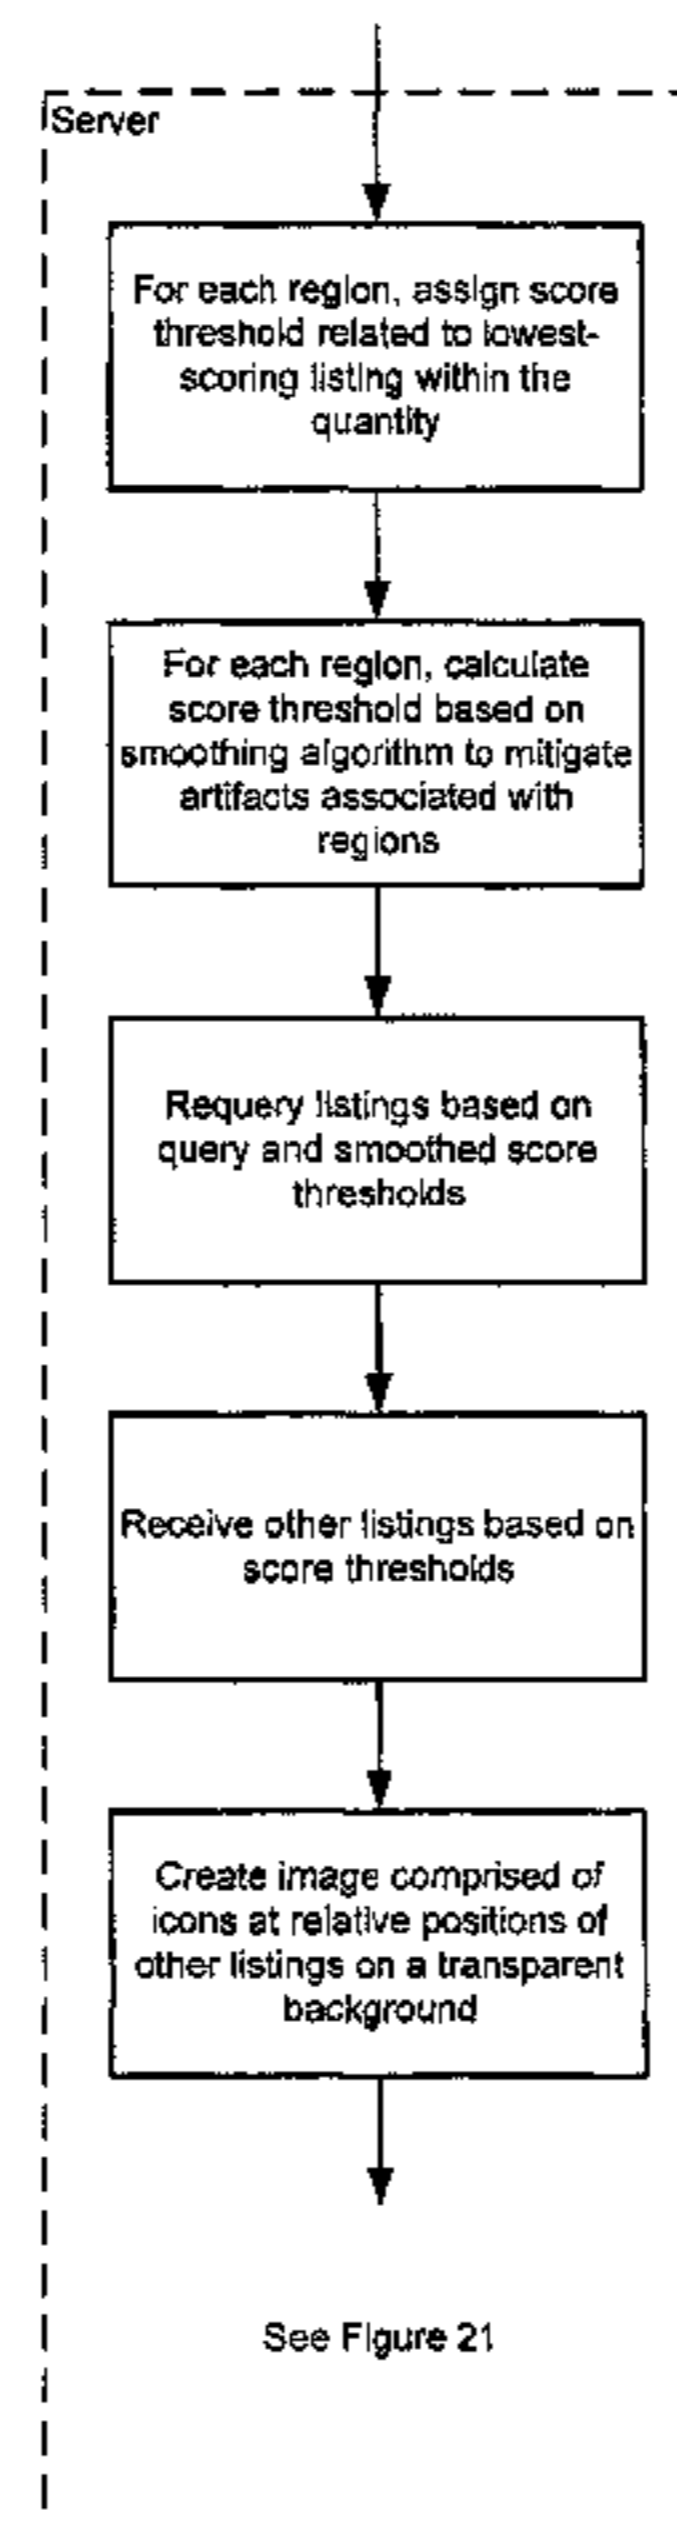 Server
For each region, assign score
threshold related to lowest-
scoring listing within the
quantity
For each region, calculate
score threshold based on
smoothing algorithm to mitigate
artifacts associated with
regions
Requery listings based on
query and smoothed score
thresholds
Receive other listings based on
score thresholds
Create image comprised of
icons at relative positions of
other listings on a transparent
background
See Figure 21